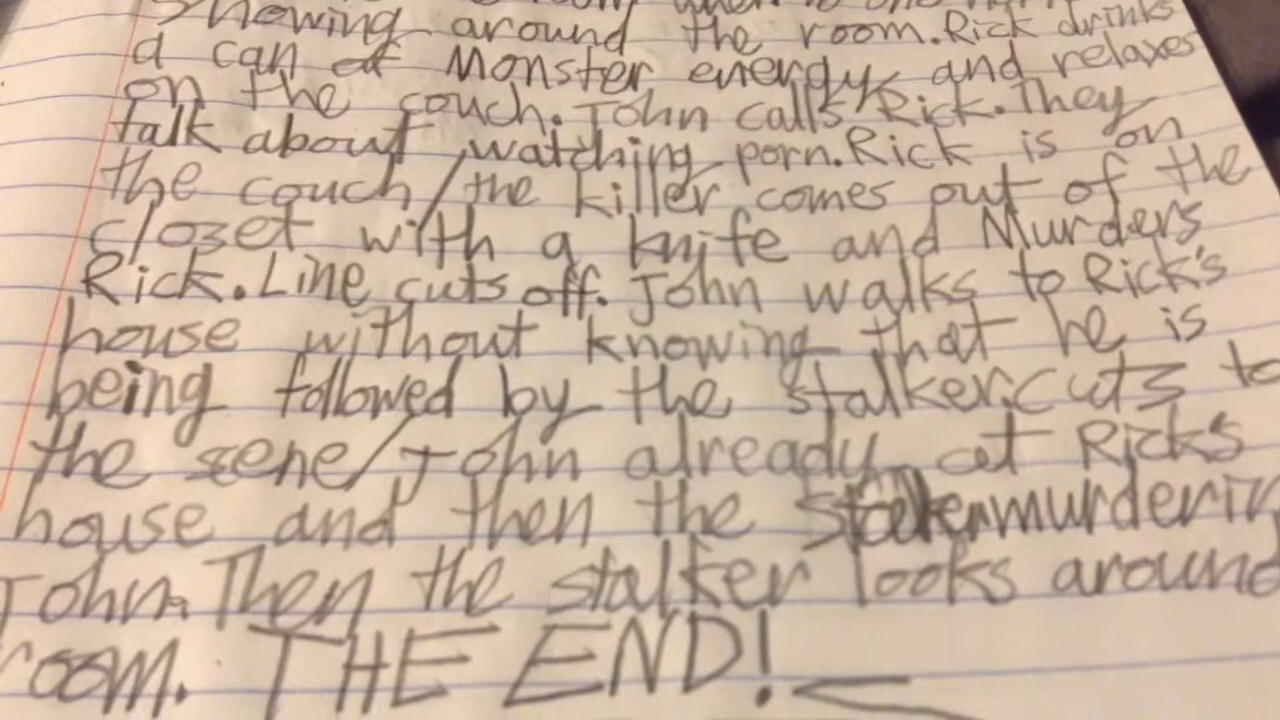 showing around the room.Rick drinks
a can of Monster energy and relaxes
on the couch.John calls Rick.They
talk about watching porn.Rick is on
the couch/the killer comes out of the
clozet with a knife and Murders
Rick.Line cuts off. John walks to Rick's
house without knowing that he is
being followed by the stalker.cuts to
the sene/John already at Rick's
house and then the stalker murderin
John. Then the stalker looks around
room. THE END!